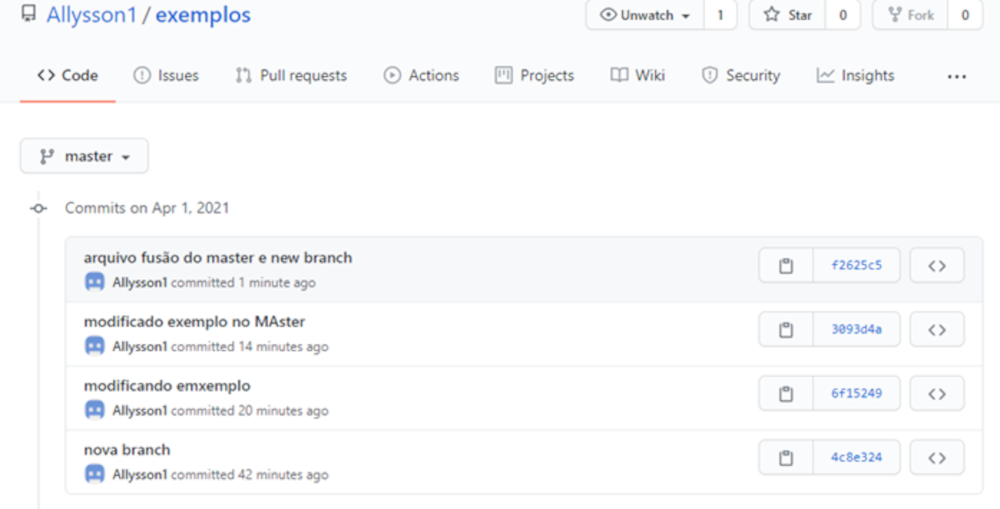 Allysson1 / exemplos
Unwatch 1 Star 0 Fork 0
Code Issues Pull requests Actions Projects Wiki Security Insights ...
master
Commits on Apr 1, 2021
arquivo fusão do master e new branch
Allysson1 committed 1 minute ago
f2625c5
modificado exemplo no MAster
Allysson1 committed 14 minutes ago
3093d4a
modificando emxemplo
Allysson1 committed 20 minutes ago
6f15249
nova branch
Allysson1 committed 42 minutes ago
4c8e324